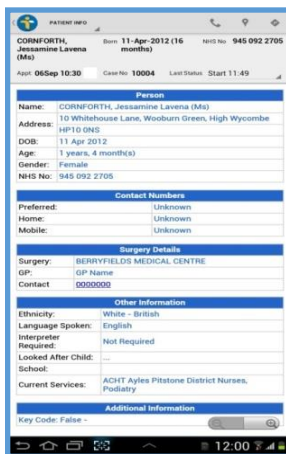 PATIENT INFO
CORNFORTH, Jessamine Lavena (Ms)
Born 11-Apr-2012 (16 months)
NHS No 945 092 2705
Appt 06Sep 10:30 Case No 10004 Last Status Start 11:49
Person
Name: CORNFORTH, Jessamine Lavena (Ms)
Address: 10 Whitehouse Lane, Wooburn Green, High Wycombe
HP10 0NS
DOB: 11 Apr 2012
Age: 1 years, 4 month(s)
Gender: Female
NHS No: 945 092 2705
Contact Numbers
Preferred: Unknown
Home: Unknown
Mobile: Unknown
Surgery Details
Surgery: BERRYFIELDS MEDICAL CENTRE
GP: GP Name
Contact 0000000
Other Information
Ethnicity: White - British
Language Spoken: English
Interpreter Required: Not Required
Looked After Child: ...
School:
Current Services: ACHT Ayles Pitstone District Nurses,
Podiatry
Additional Information
Key Code: False -
12:00